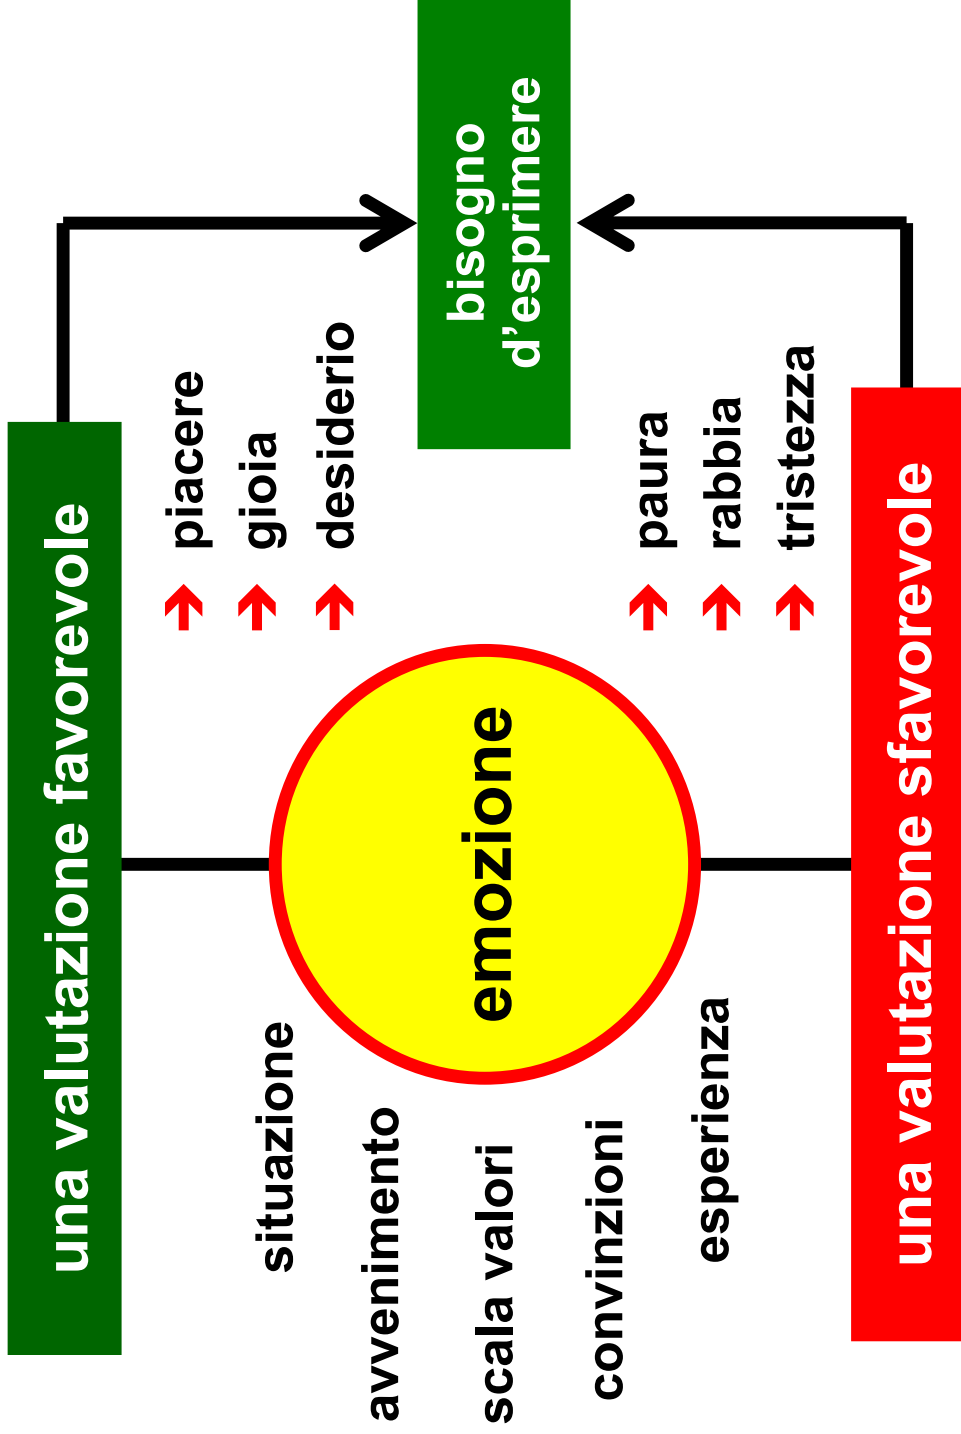 una valutazione favorevole
situazione
avvenimento
scala valori
convinzioni
esperienza
emozione
piacere
gioia
desiderio
paura
rabbia
tristezza
bisogno
d’esprimere
una valutazione sfavorevole